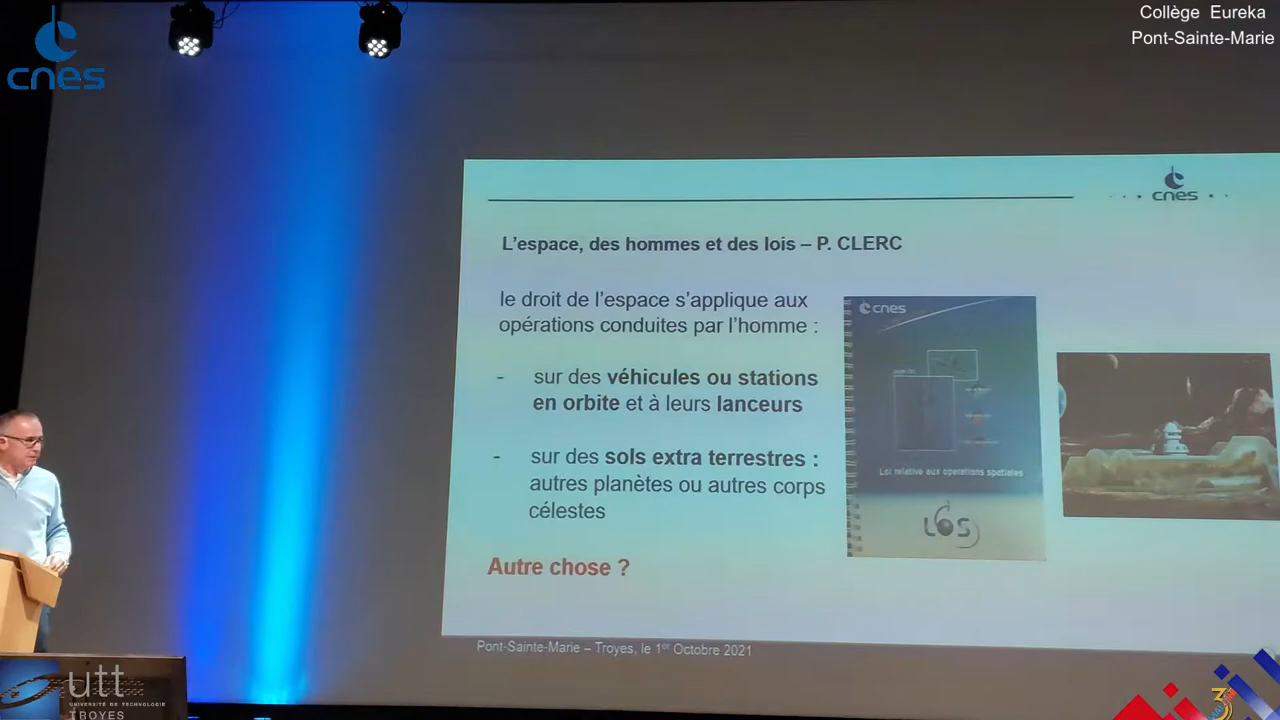 cnes
Collège Eureka
Pont-Sainte-Marie
cnes
L'espace, des hommes et des lois – P. CLERC
le droit de l'espace s'applique aux
opérations conduites par l'homme :
- sur des véhicules ou stations
en orbite et à leurs lanceurs
- sur des sols extra terrestres :
autres planètes ou autres corps
célestes
Autre chose ?
cnes
Loi relative aux opérations spatiales
LOS
Pont-Sainte-Marie – Troyes, le 1er Octobre 2021
utt
UNIVERSITÉ DE TECHNOLOGIE
TROYES
3